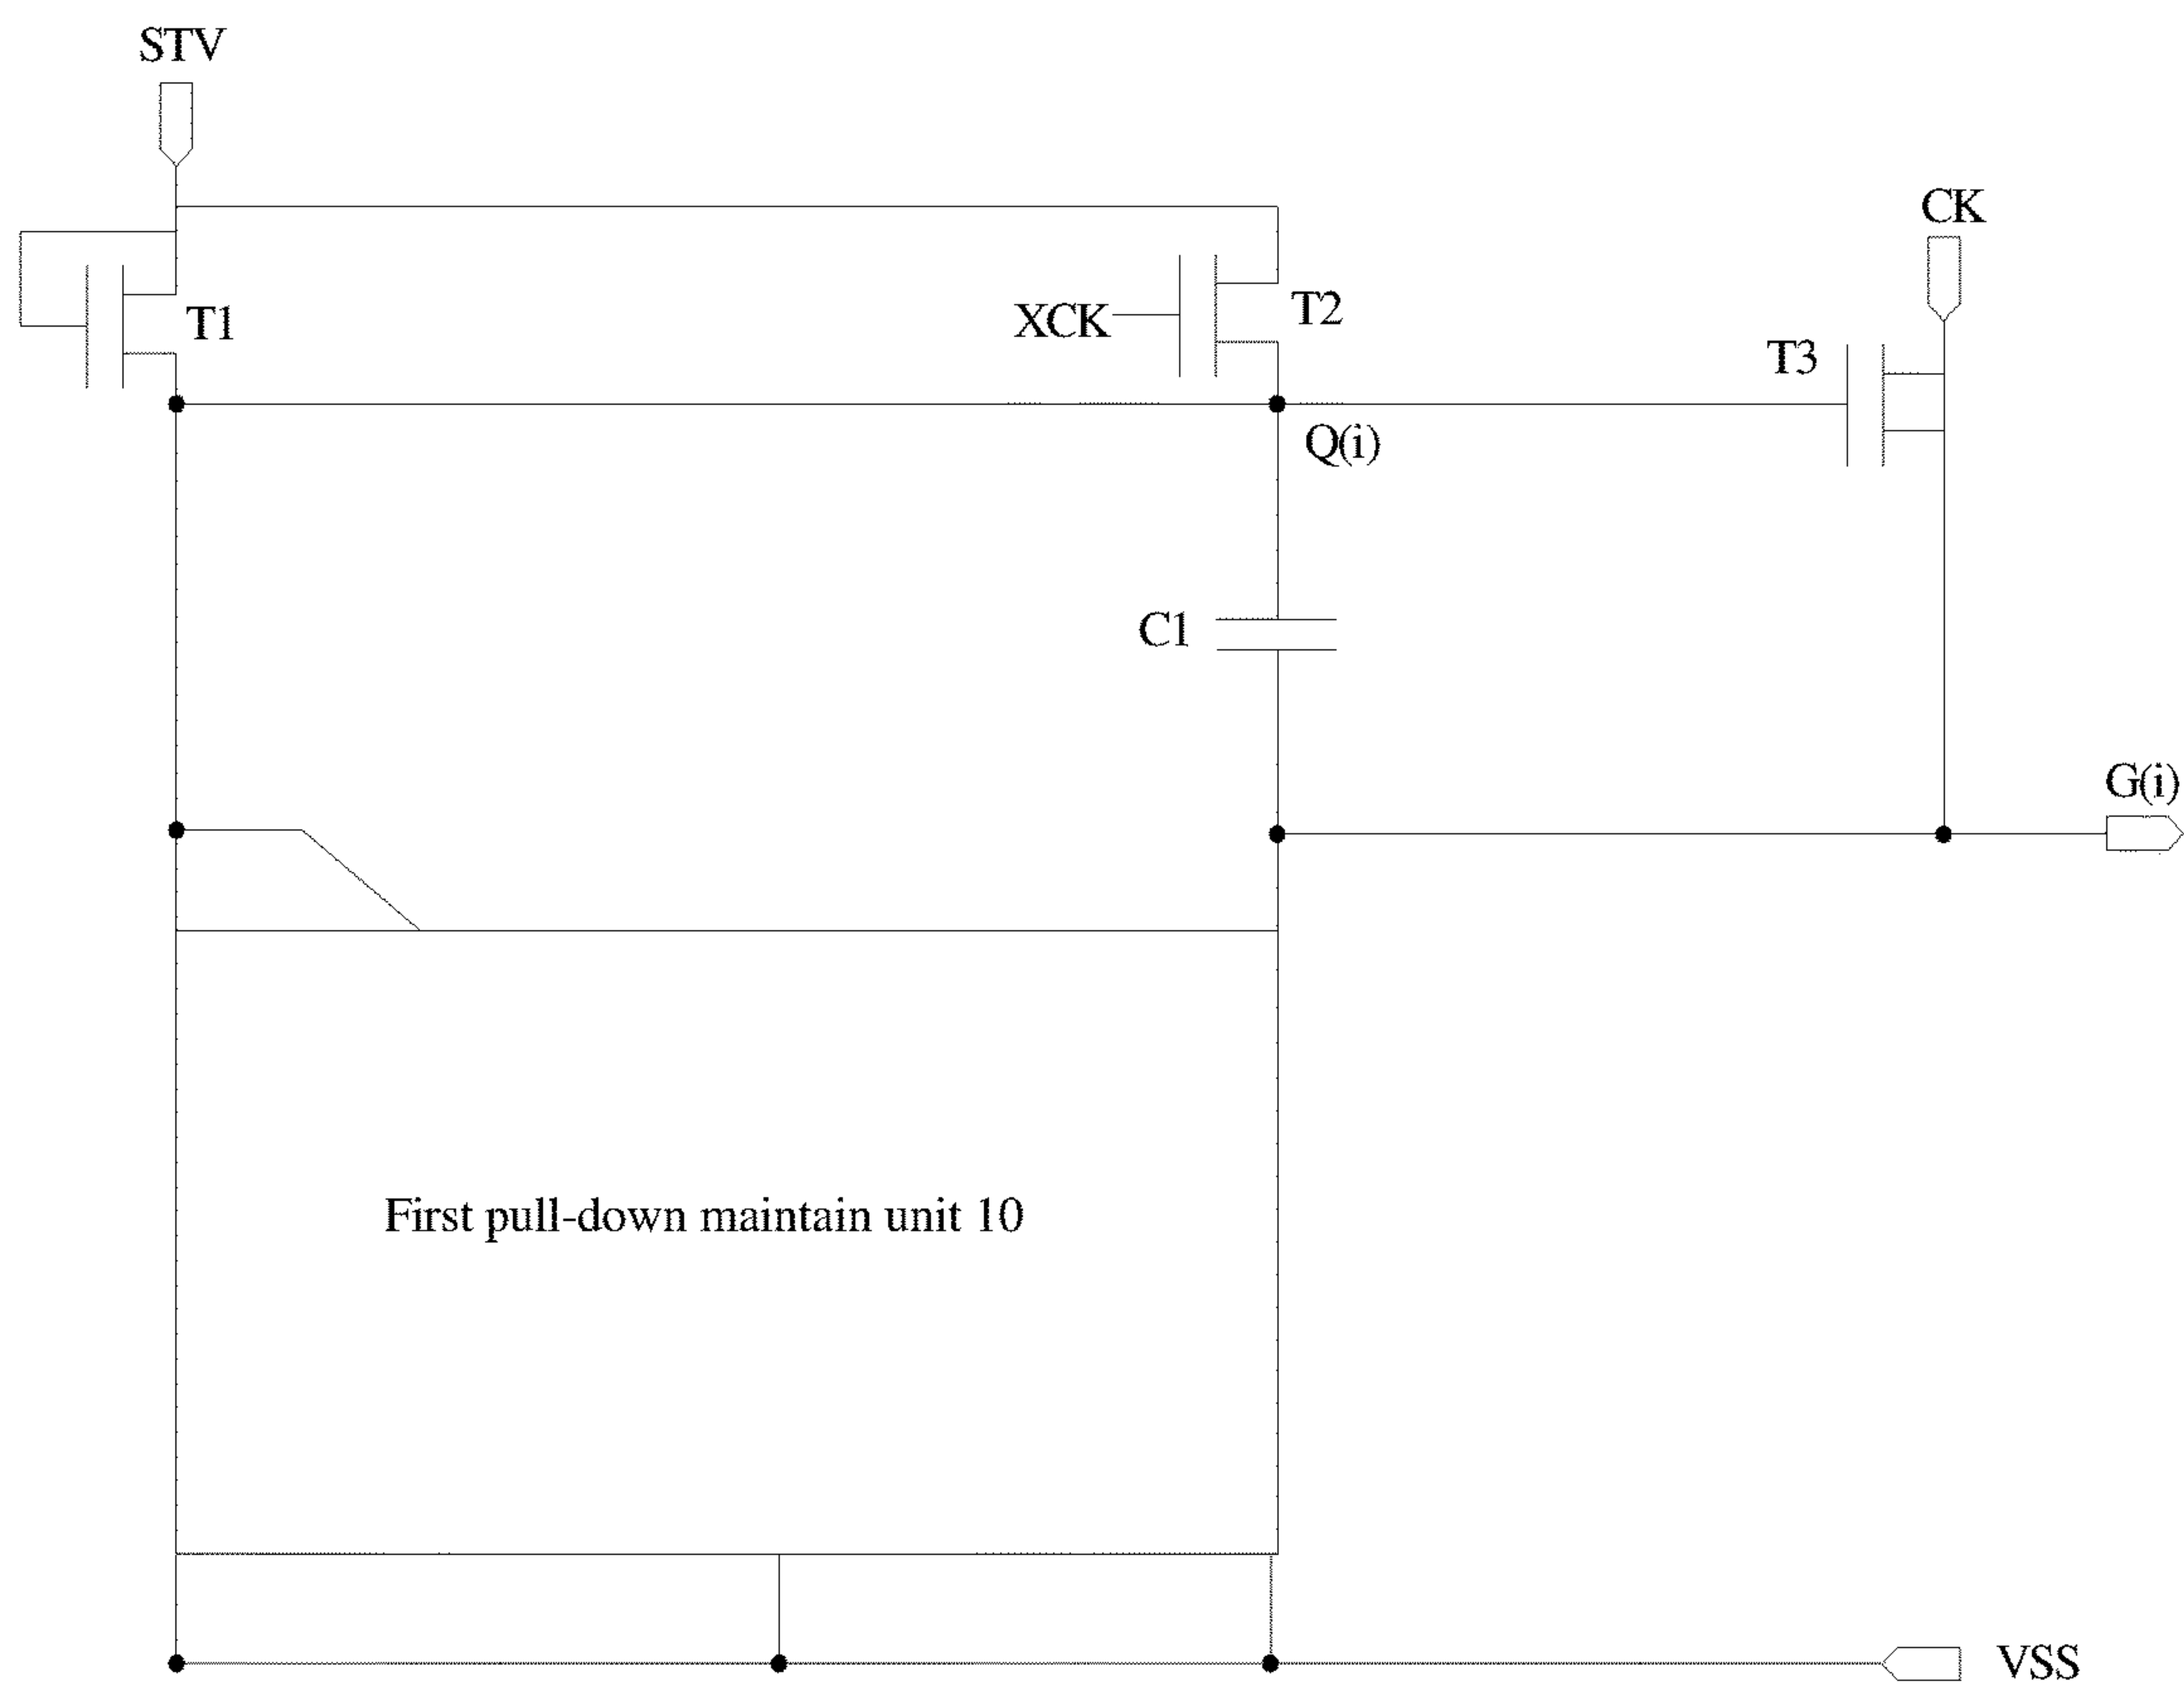 STV
CK
T1
XCK
T2
T3
Q(i)
C1
G(i)
First pull-down maintain unit 10
VSS